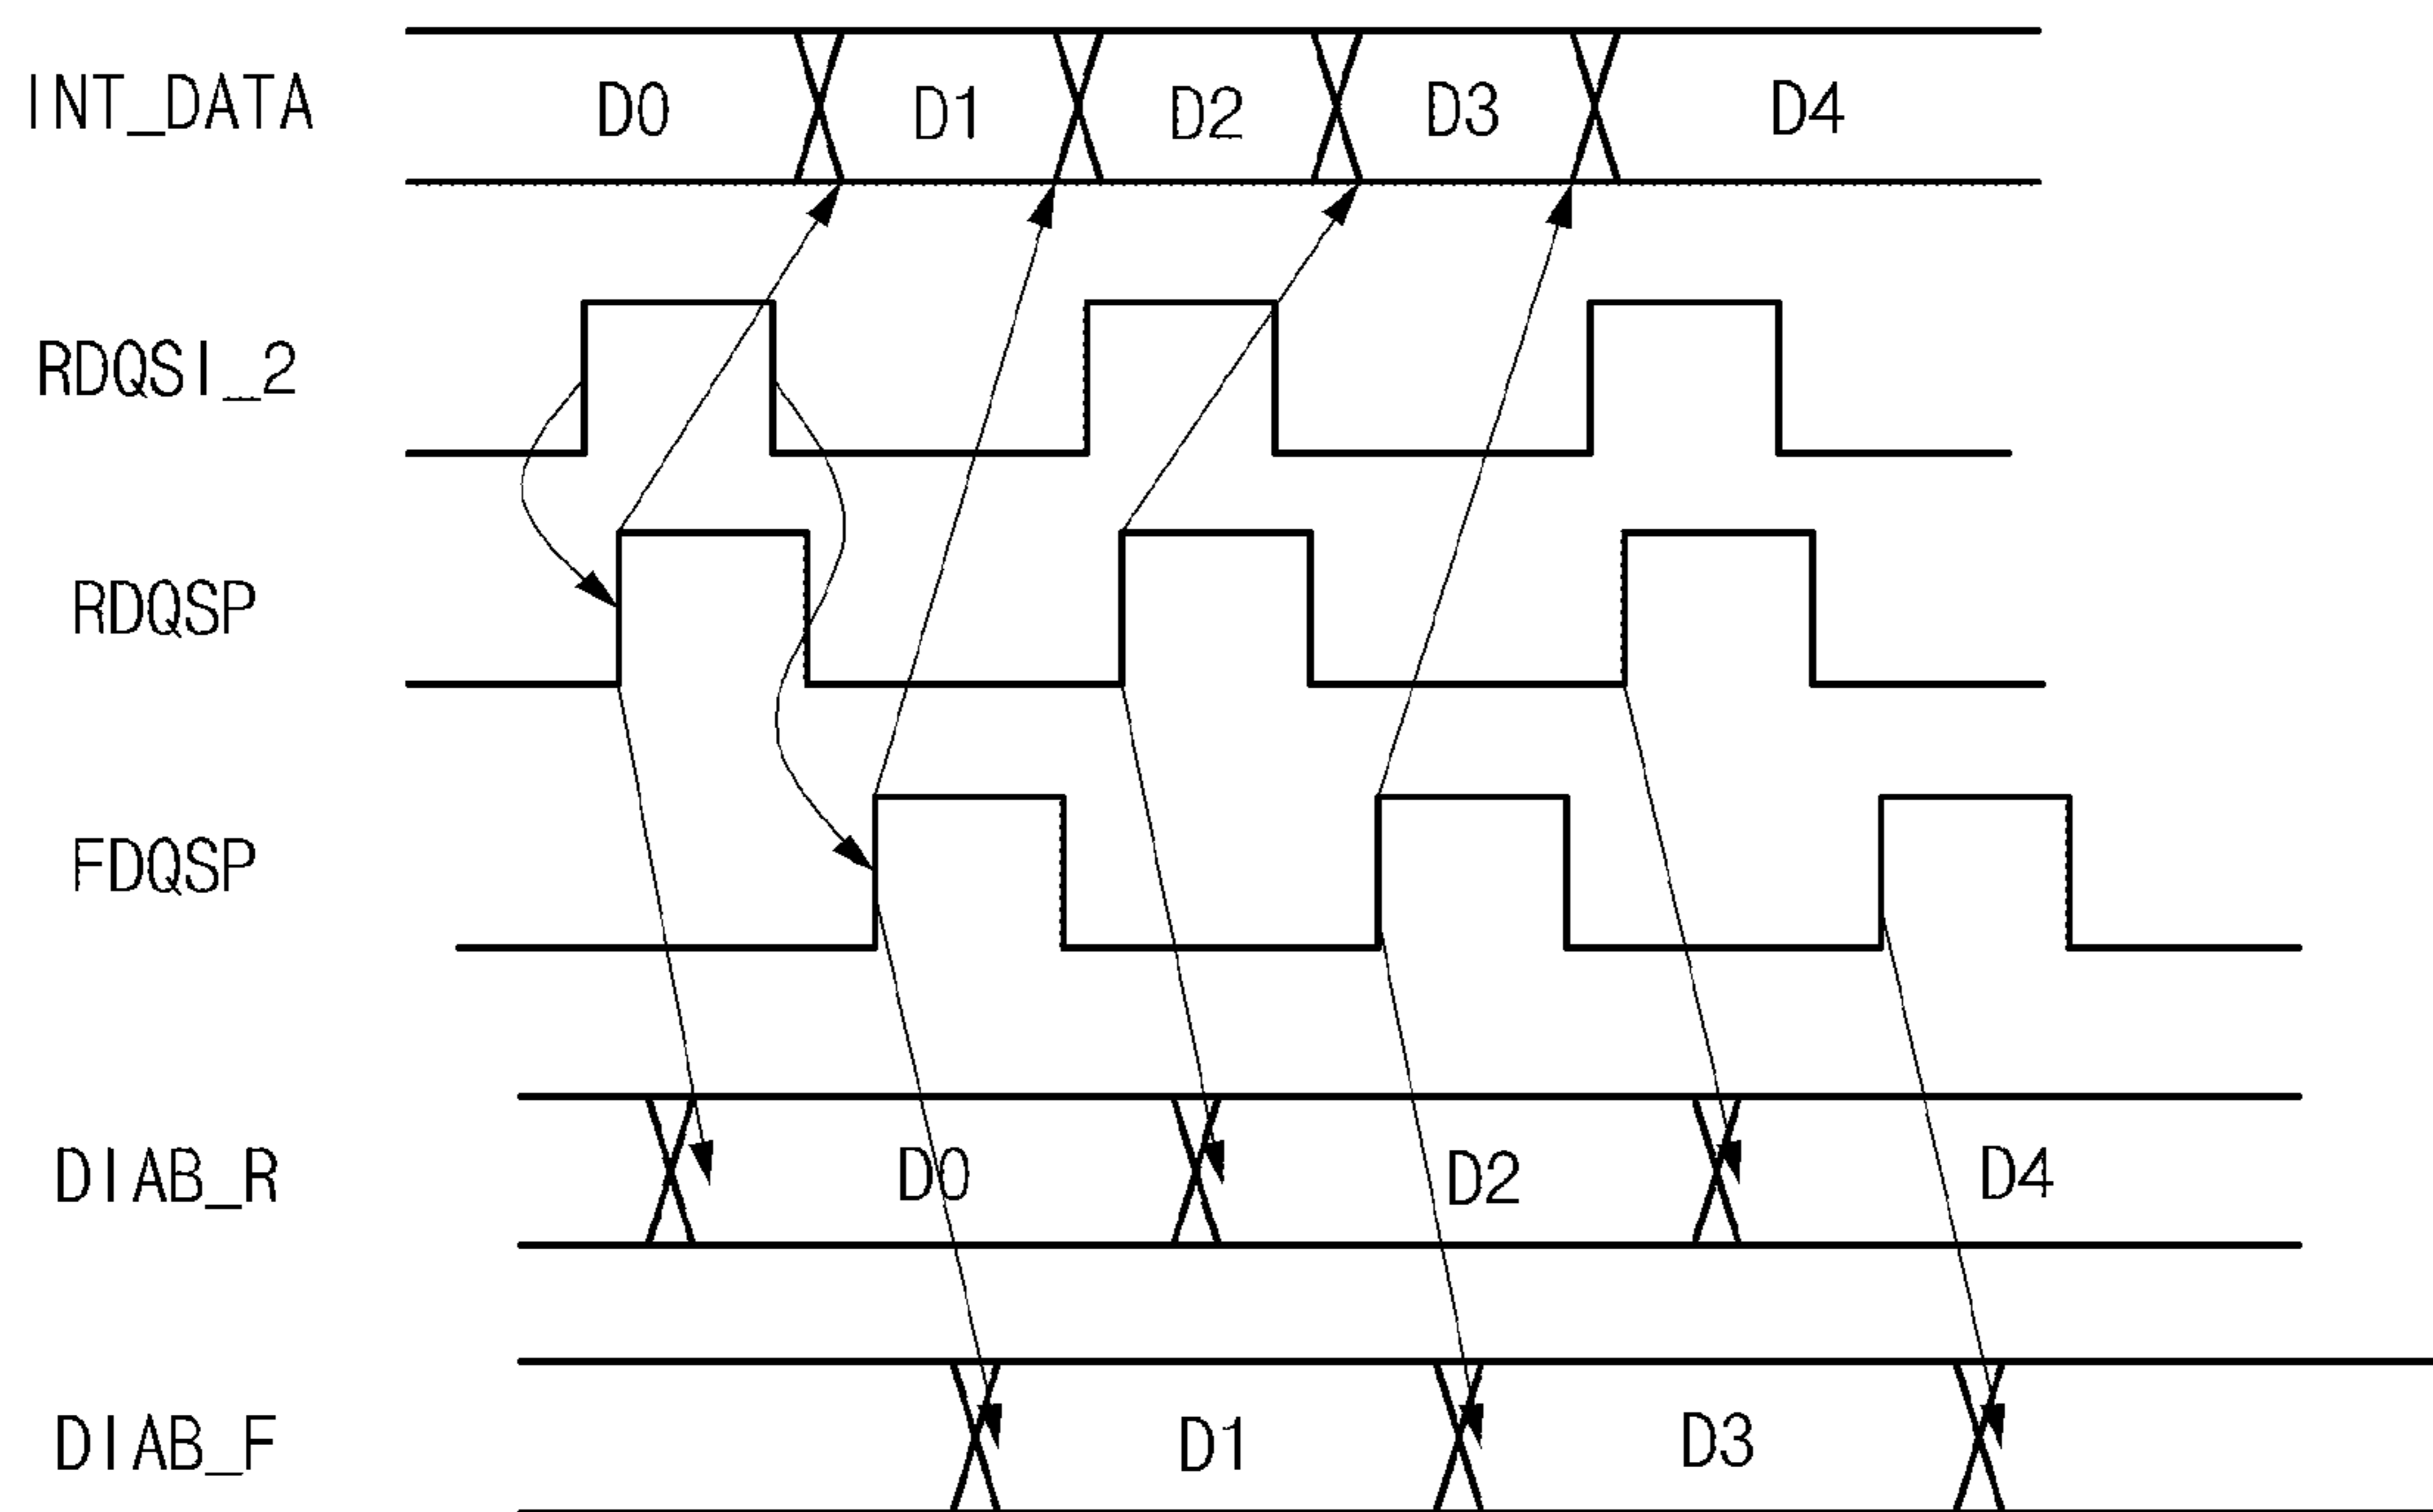 INT_DATA D0 D1 D2 D3 D4
RDQSI_2
RDQSP
FDQSP
DIAB_R D0 D2 D4
DIAB_F D1 D3